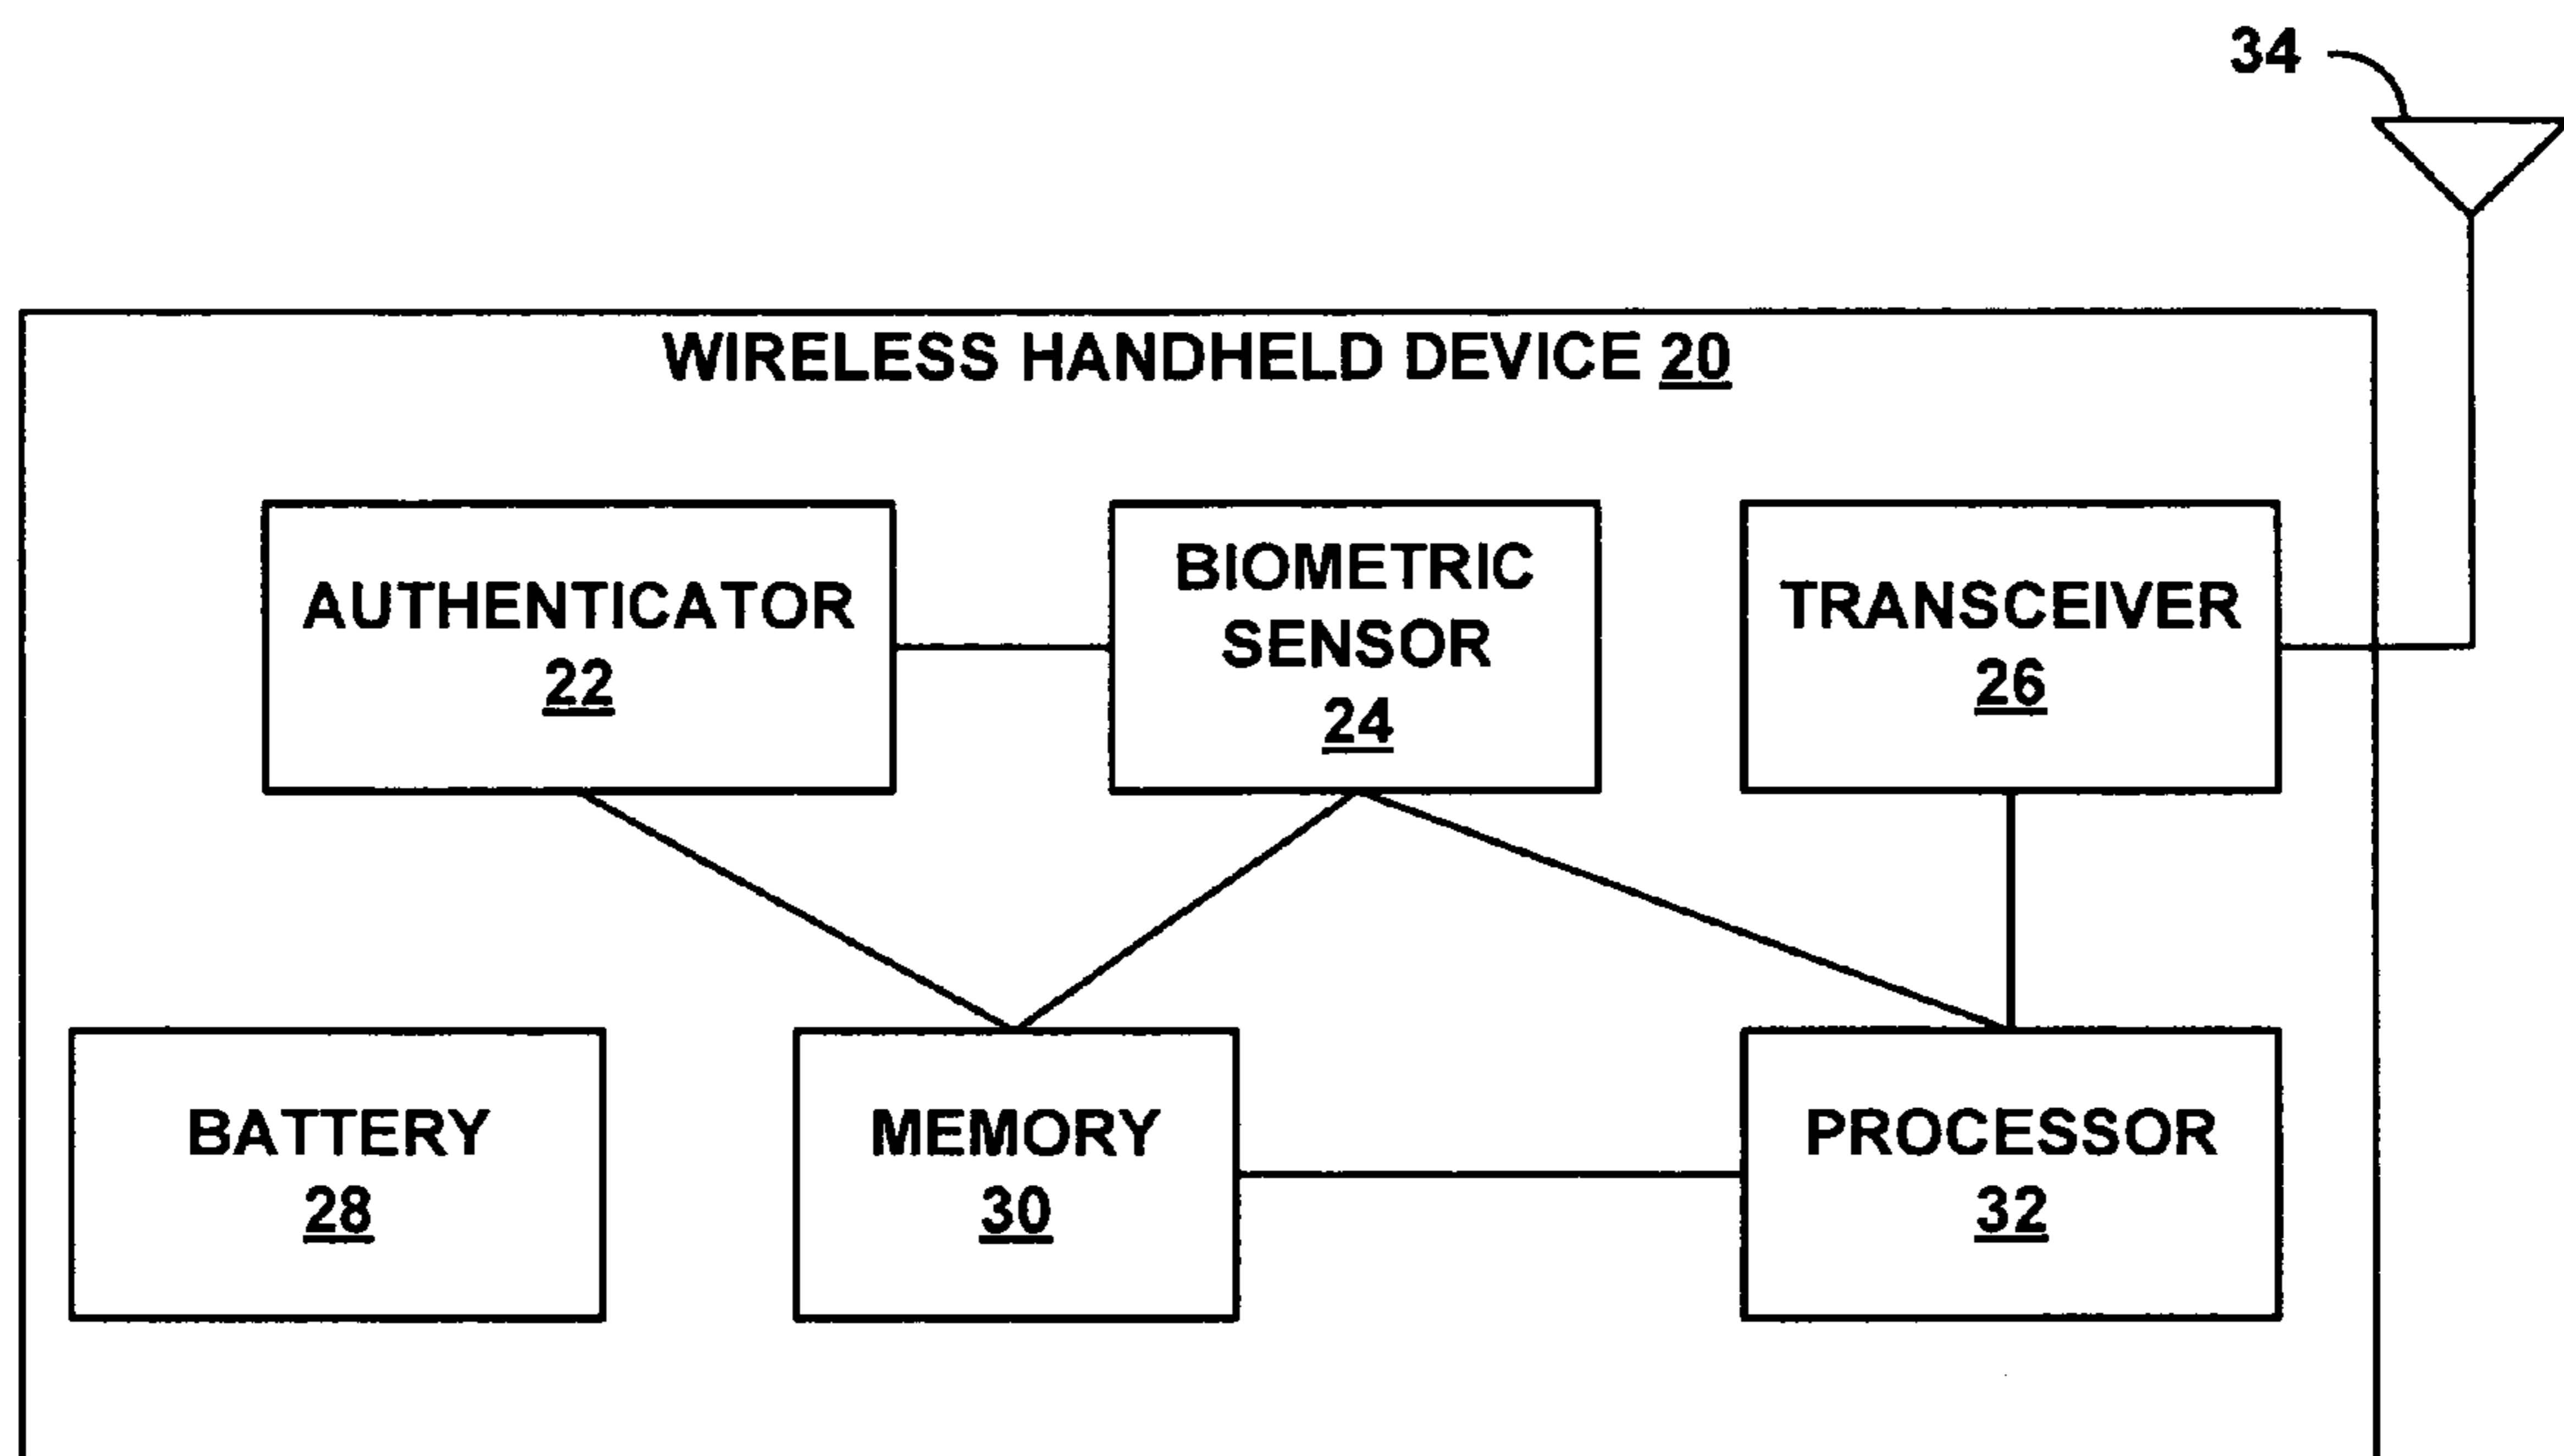 34
WIRELESS HANDHELD DEVICE 20
AUTHENTICATOR
22
BIOMETRIC
SENSOR
24
TRANSCEIVER
26
BATTERY
28
MEMORY
30
PROCESSOR
32